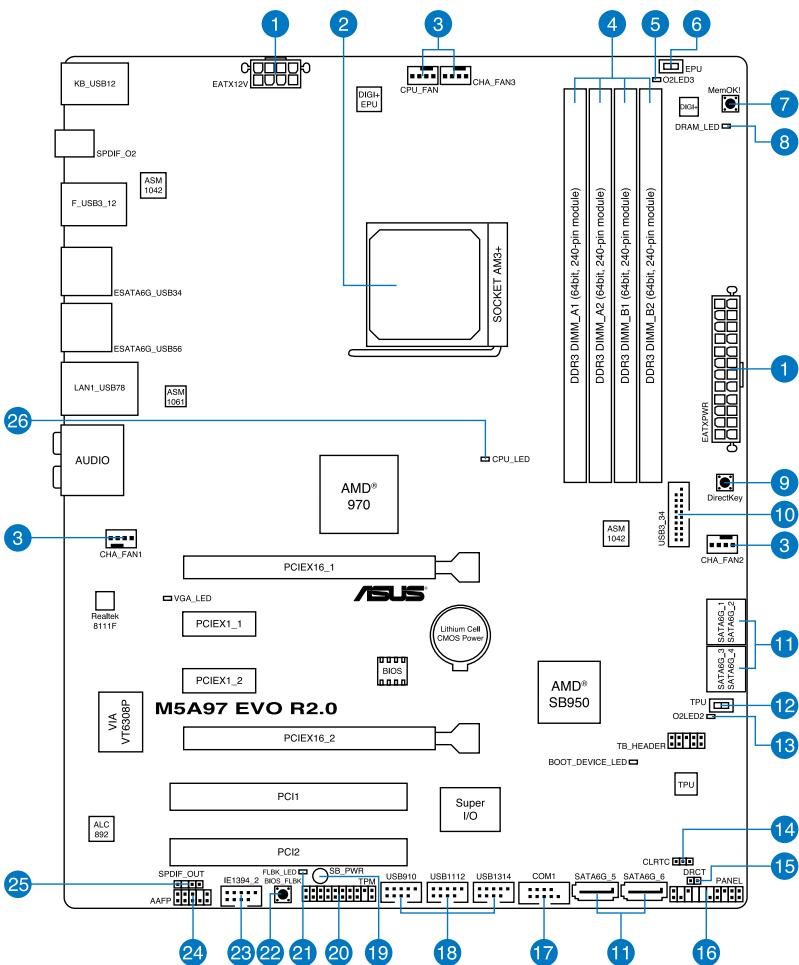 1
2
3
4
5
6
KB_USB12
EATX12V
CPU_FAN
CHA_FAN3
EPU
O2LED3
DIGI+
EPU
DIGI+
MemOK!
7
DRAM_LED
8
SPDIF_O2
ASM
1042
F_USB3_12
ESATA6G_USB34
ESATA6G_USB56
SOCKET AM3+
DDR3 DIMM_A1 (64bit, 240-pin module)
DDR3 DIMM_A2 (64bit, 240-pin module)
DDR3 DIMM_B1 (64bit, 240-pin module)
DDR3 DIMM_B2 (64bit, 240-pin module)
EATXPWR
1
LAN1_USB78
ASM
1061
26
AUDIO
CPU_LED
AMD®
970
DirectKey
9
USB3_34
10
ASM
1042
3
CHA_FAN1
CHA_FAN2
3
PCIEX16_1
VGA_LED
ASUS
Realtek
8111F
PCIEX1_1
Lithium Cell
CMOS Power
SATA6G_1
SATA6G_2
11
SATA6G_3
SATA6G_4
PCIEX1_2
BIOS
AMD®
SB950
VIA
VT6308P
M5A97 EVO R2.0
TPU
12
O2LED2
13
PCIEX16_2
TB_HEADER
BOOT_DEVICE_LED
TPU
PCI1
Super
I/O
ALC
892
14
PCI2
CLRTC
15
SPDIF_OUT
FLBK_LED
SB_PWR
DRCT
25
AAFP
IE1394_2
BIOS_FLBK
TPM
USB910
USB1112
USB1314
COM1
SATA6G_5
SATA6G_6
PANEL
24
23
22
21
20
19
18
17
11
16